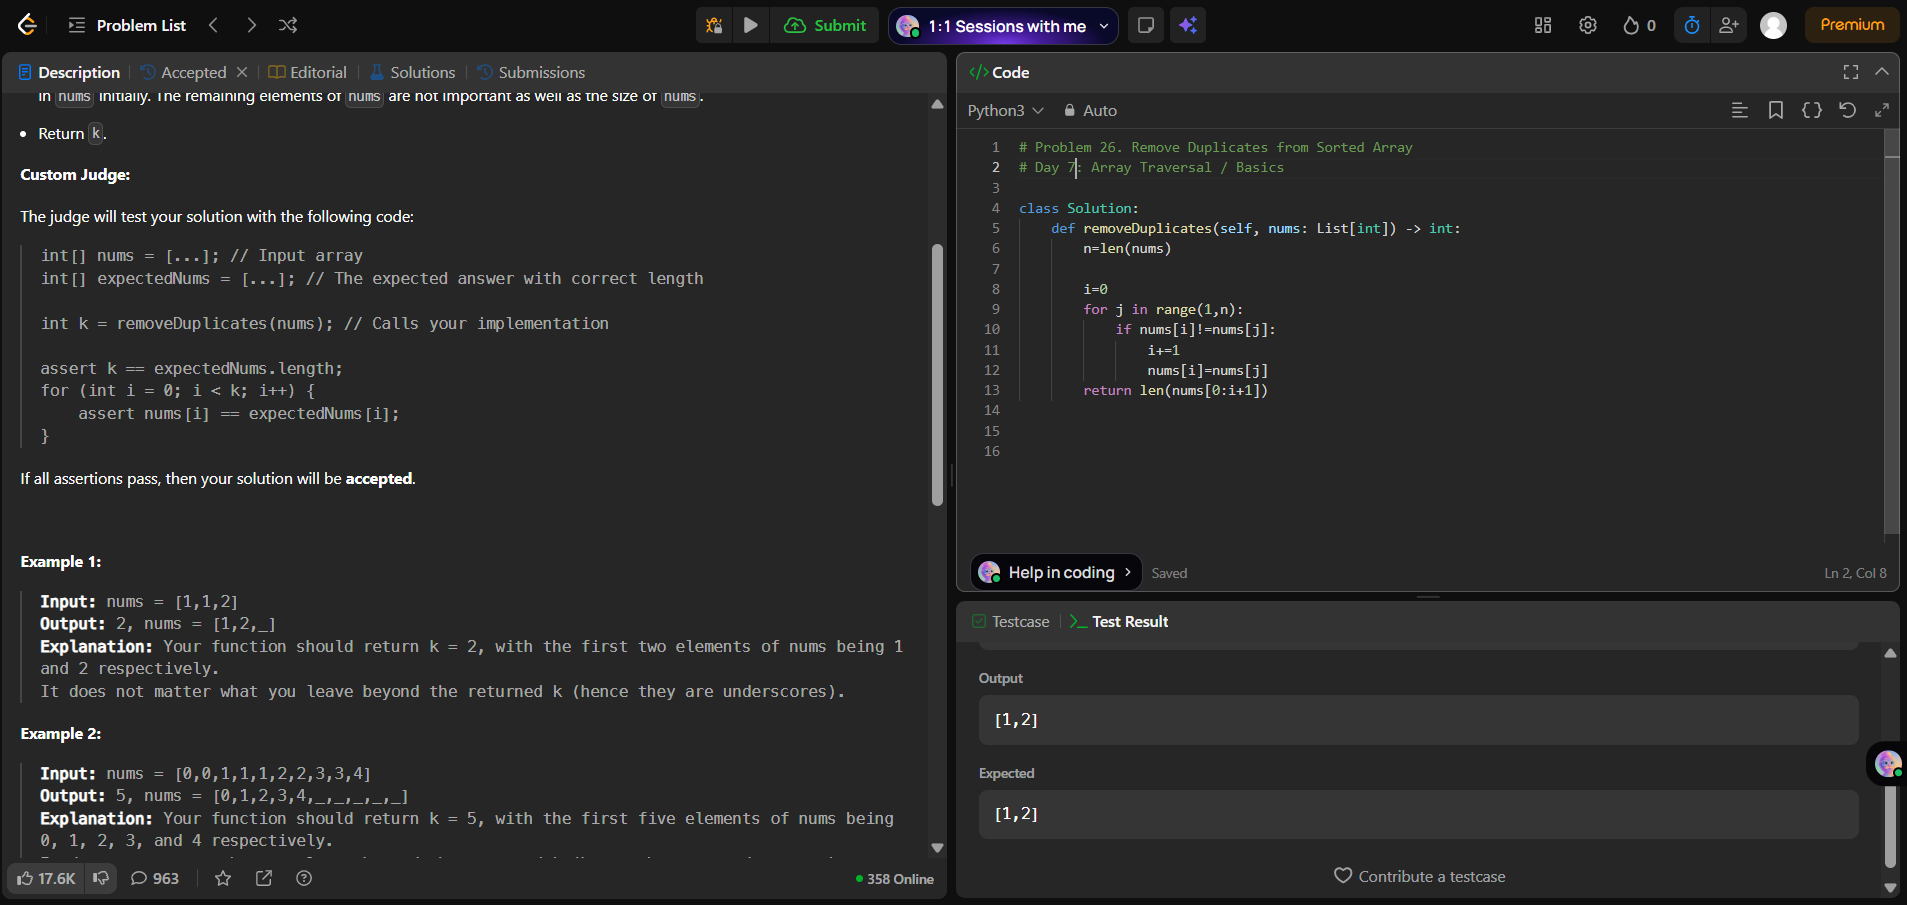 Problem List
Submit
1:1 Sessions with me
0
Premium
Description
Accepted
Editorial
Solutions
Submissions
in nums initially. The remaining elements of nums are not important as well as the size of nums.
• Return k.
Custom Judge:
The judge will test your solution with the following code:
int[] nums = [...]; // Input array
int[] expectedNums = [...]; // The expected answer with correct length
int k = removeDuplicates(nums); // Calls your implementation
assert k == expectedNums.length;
for (int i = 0; i < k; i++) {
    assert nums[i] == expectedNums[i];
}
If all assertions pass, then your solution will be accepted.
Example 1:
Input: nums = [1,1,2]
Output: 2, nums = [1,2,_]
Explanation: Your function should return k = 2, with the first two elements of nums being 1
and 2 respectively.
It does not matter what you leave beyond the returned k (hence they are underscores).
Example 2:
Input: nums = [0,0,1,1,1,2,2,3,3,4]
Output: 5, nums = [0,1,2,3,4,_,_,_,_,_]
Explanation: Your function should return k = 5, with the first five elements of nums being
0, 1, 2, 3, and 4 respectively.
17.6K
963
358 Online
</> Code
Python3
Auto
1 # Problem 26. Remove Duplicates from Sorted Array
2 # Day 7: Array Traversal / Basics
3
4 class Solution:
5     def removeDuplicates(self, nums: List[int]) -> int:
6         n=len(nums)
7
8         i=0
9         for j in range(1,n):
10             if nums[i]!=nums[j]:
11                 i+=1
12                 nums[i]=nums[j]
13         return len(nums[0:i+1])
14
15
16
Help in coding
Saved
Ln 2, Col 8
Testcase
Test Result
Output
[1,2]
Expected
[1,2]
Contribute a testcase